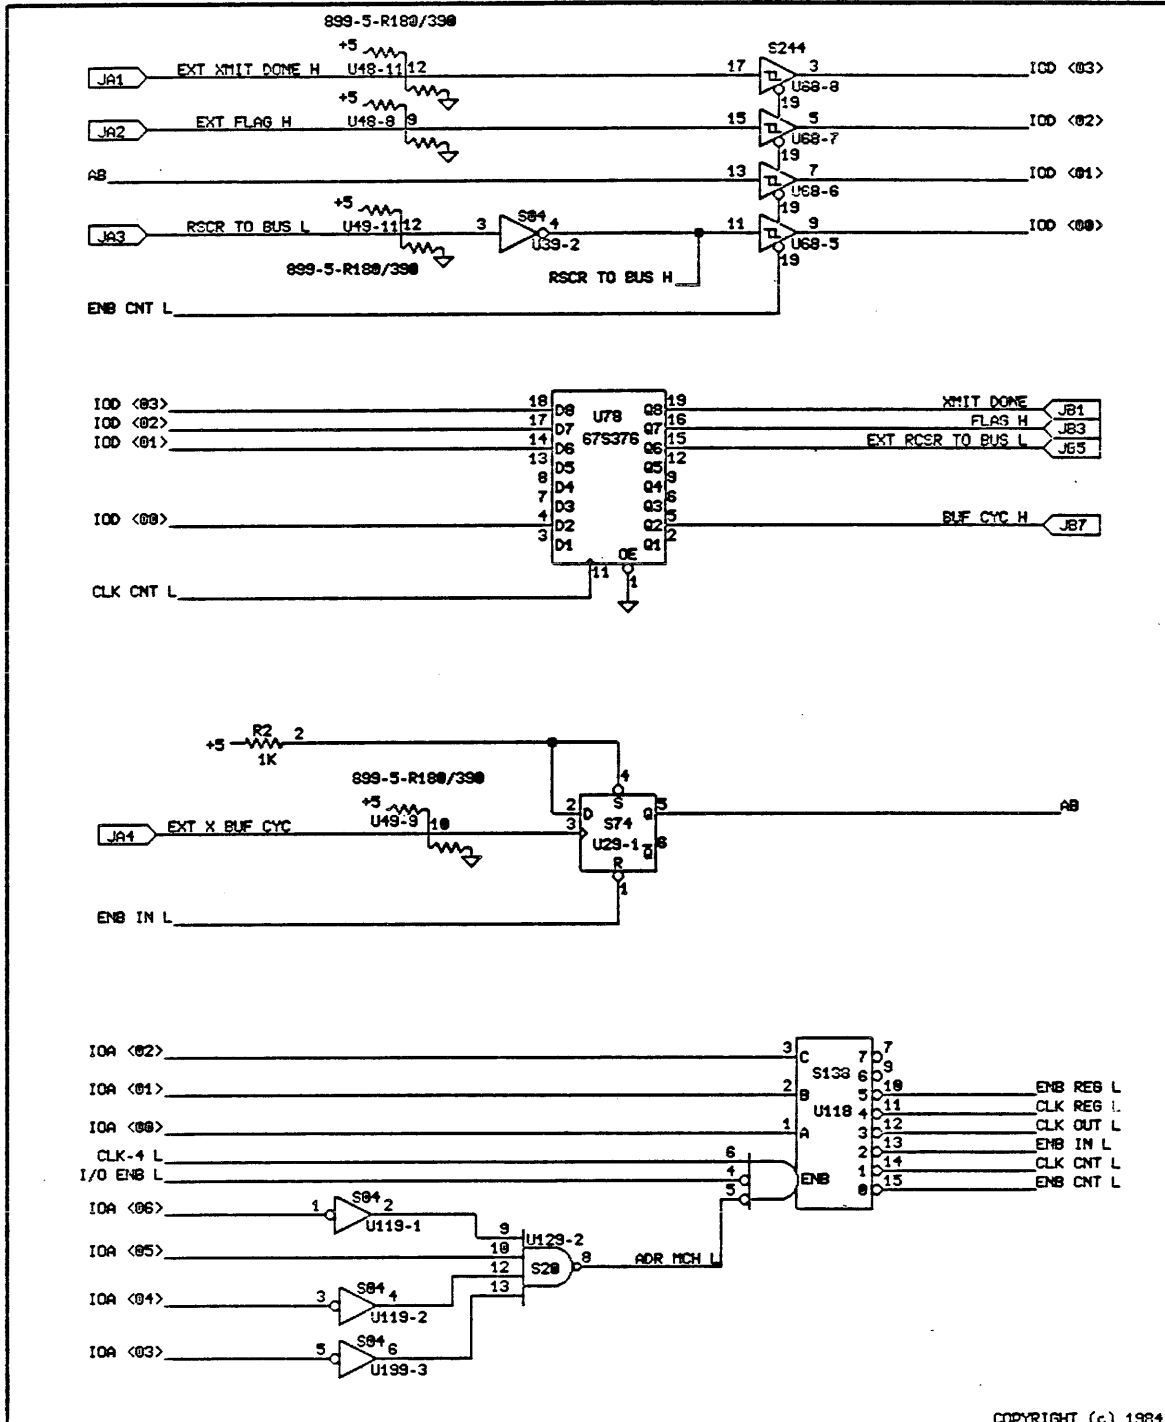 899-5-R180/390
+5 S244
JA1 EXT XMIT DONE H U48-11 12 17 3 IOD <03>
U68-8
+5 19
JA2 EXT FLAG H U48-8 9 15 5 IOD <02>
U68-7
19
AB 13 7 IOD <01>
U68-6
+5 19
JA3 RSCR TO BUS L U49-11 12 3 S04 4 11 9 IOD <00>
U39-2 U68-5
899-5-R180/390 19
RSCR TO BUS H
ENB CNT L
IOD <03> 18 D8 U78 Q8 19 XMIT DONE JB1
IOD <02> 17 D7 67S376 Q7 16 FLAG H JB3
IOD <01> 14 D6 Q6 15 EXT RCSR TO BUS L JB5
13 D5 Q5 12
8 D4 Q4 9
7 D3 Q3 6
IOD <00> 4 D2 Q2 5 BUF CYC H JB7
3 D1 Q1 2
OE
11 1
CLK CNT L
R2
+5 2
1K
899-5-R180/390 4
+5 2 D S Q 5 AB
U49-9 10 S74
JA4 EXT X BUF CYC 3 U29-1 Q 6
R
1
ENB IN L
IOA <02> 3 C S138 7 7
6 9
IOA <01> 2 B 5 10 ENB REG L
U118 4 11 CLK REG L
IOA <00> 1 A 3 12 CLK OUT L
CLK-4 L 6 2 13 ENB IN L
I/O ENB L 4 ENB 1 14 CLK CNT L
5 0 15 ENB CNT L
IOA <06> 1 S04 2
U119-1 9 U129-2
IOA <05> 10 S20 8 ADR MCH L
12
13
IOA <04> 3 S04 4
U119-2
IOA <03> 5 S04 6
U199-3
COPYRIGHT (c) 1984